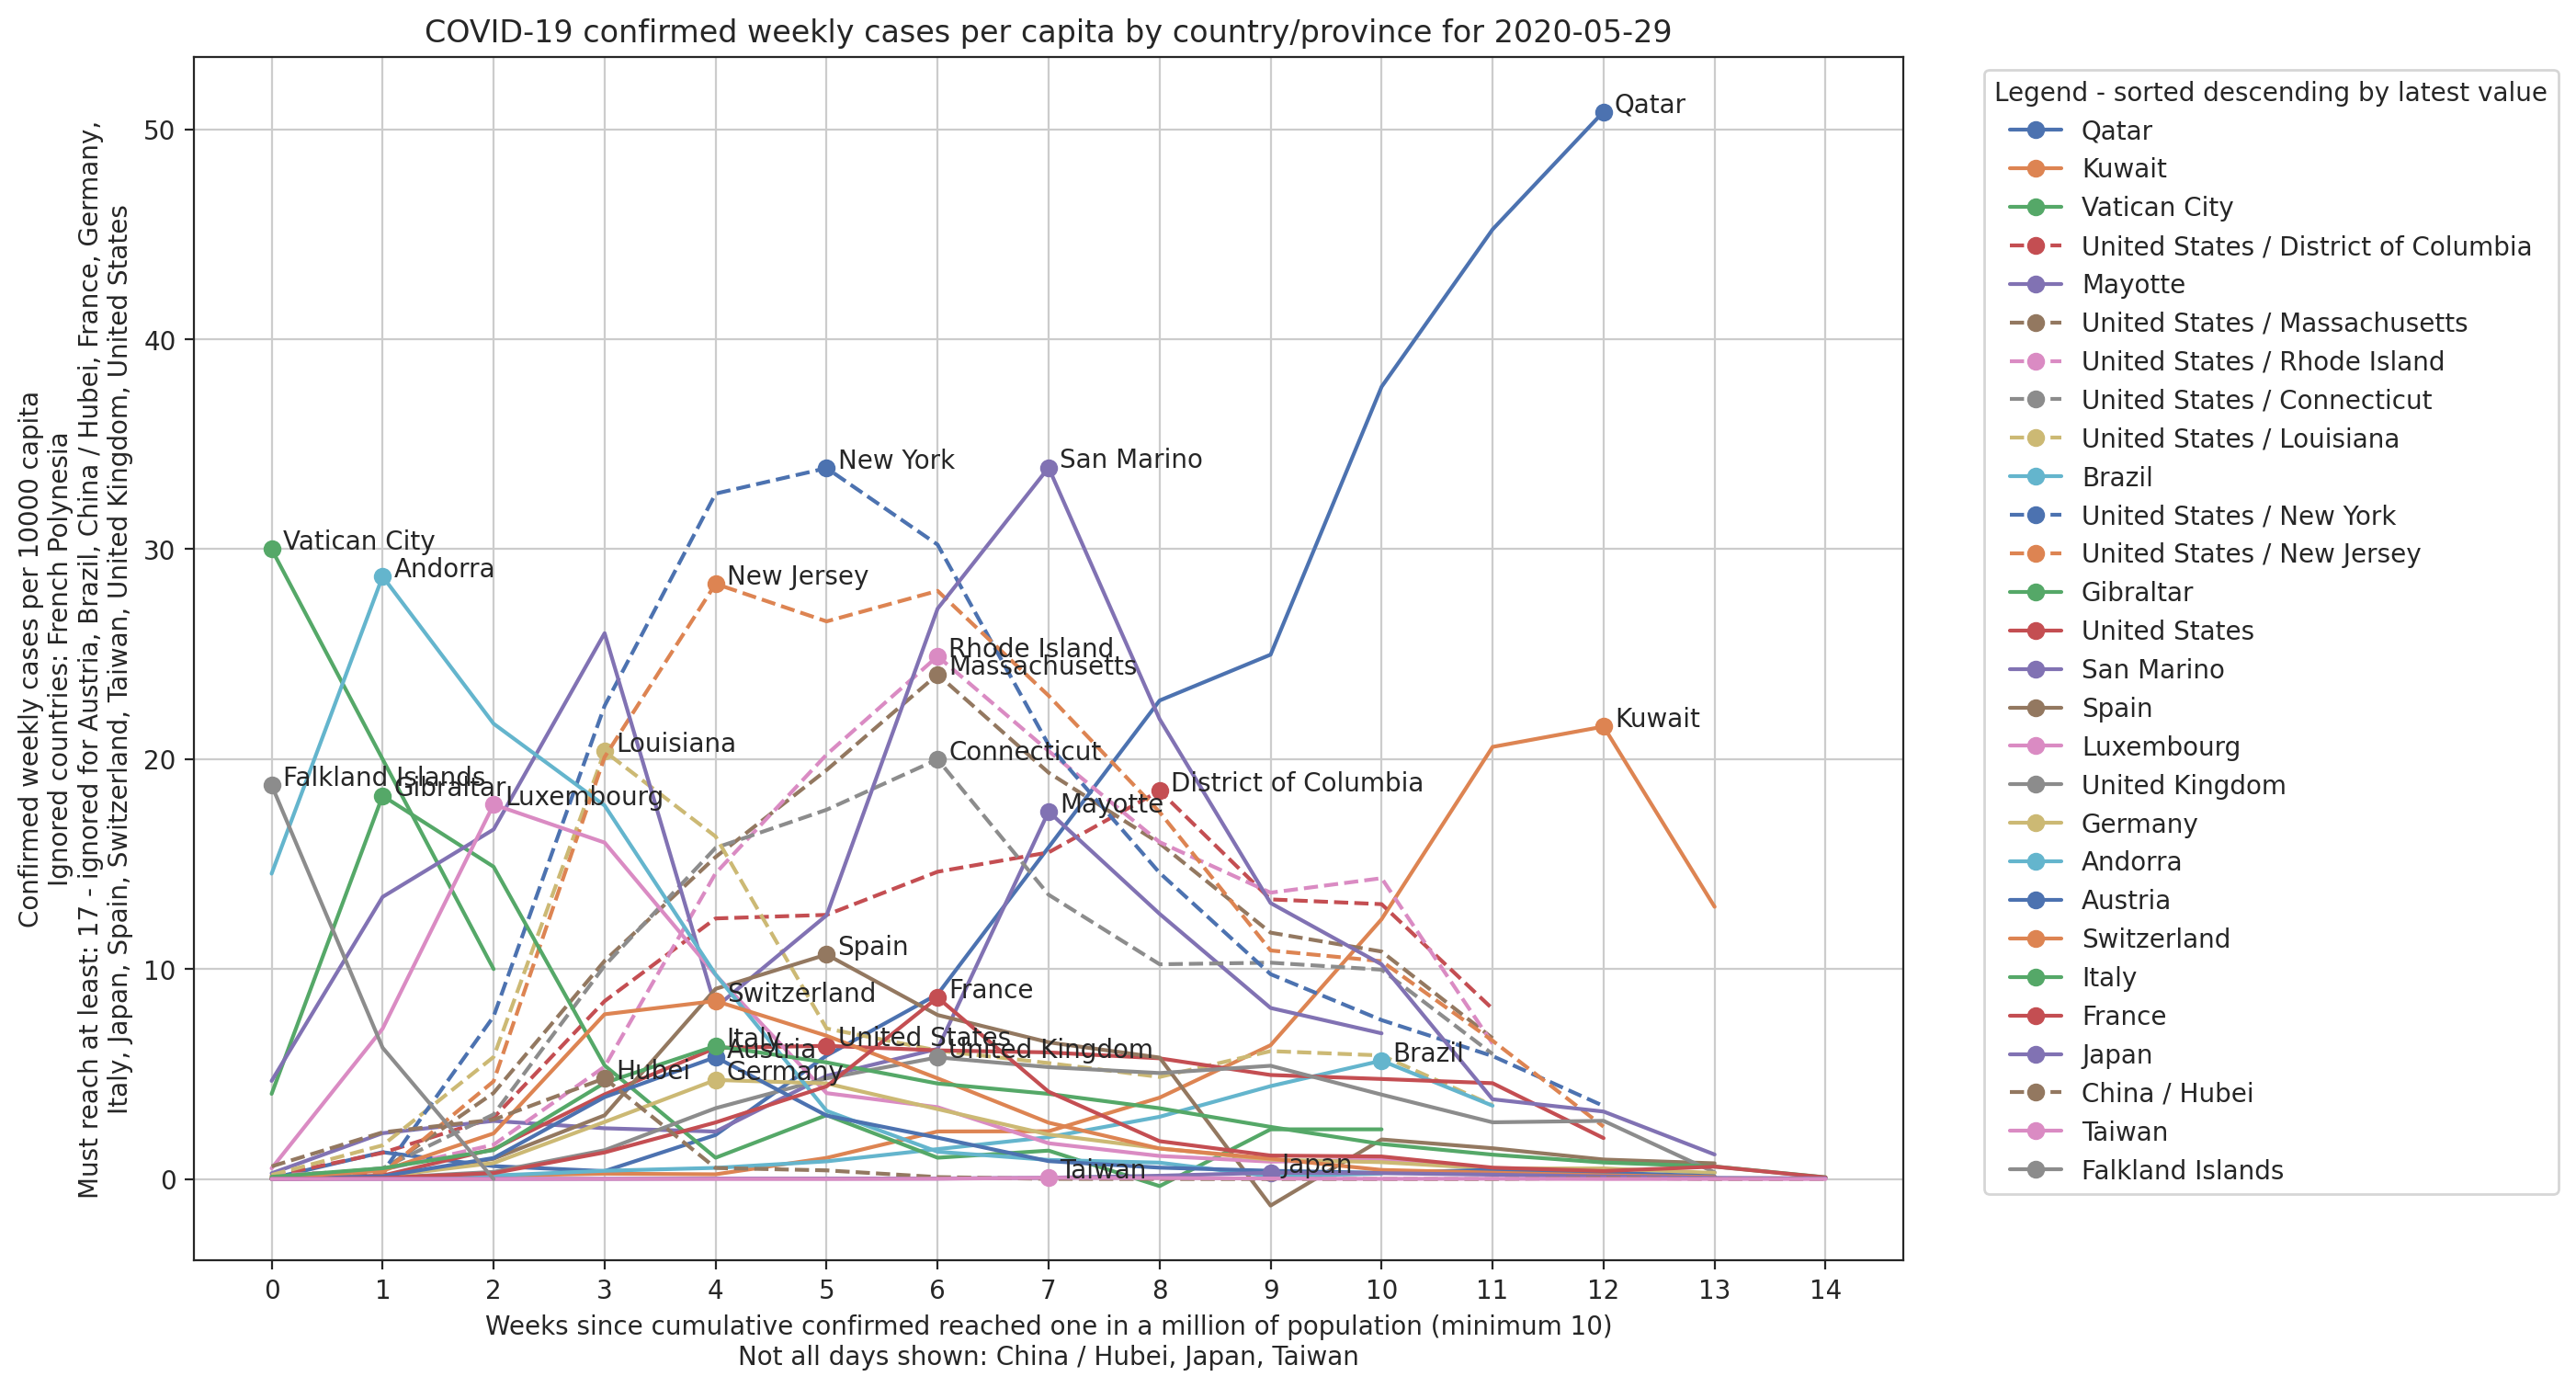 COVID-19 confirmed weekly cases per capita by country/province for 2020-05-29
Confirmed weekly cases per 10000 capita
Ignored countries: French Polynesia
Must reach at least: 17 - ignored for Austria, Brazil, China / Hubei, France, Germany,
Italy, Japan, Spain, Switzerland, Taiwan, United Kingdom, United States
50
40
30
20
10
0
Qatar
New York
San Marino
Vatican City
Andorra
New Jersey
Rhode Island
Massachusetts
Kuwait
Louisiana
Connecticut
Falkland Islands
Gibraltar
Luxembourg
District of Columbia
Mayotte
Spain
Switzerland
France
Italy
United States
Austria
United Kingdom
Brazil
Hubei
Germany
Taiwan
Japan
0 1 2 3 4 5 6 7 8 9 10 11 12 13 14
Weeks since cumulative confirmed reached one in a million of population (minimum 10)
Not all days shown: China / Hubei, Japan, Taiwan
Legend - sorted descending by latest value
Qatar
Kuwait
Vatican City
United States / District of Columbia
Mayotte
United States / Massachusetts
United States / Rhode Island
United States / Connecticut
United States / Louisiana
Brazil
United States / New York
United States / New Jersey
Gibraltar
United States
San Marino
Spain
Luxembourg
United Kingdom
Germany
Andorra
Austria
Switzerland
Italy
France
Japan
China / Hubei
Taiwan
Falkland Islands